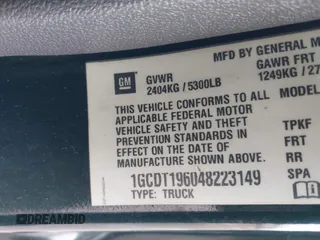 MFD BY GENERAL M
GM
GVWR
GAWR FRT
2404KG / 5300LB
1249KG / 27
THIS VEHICLE CONFORMS TO ALL
MODEL
APPLICABLE FEDERAL MOTOR
VEHICLE SAFETY AND THEFT
TPKF
PREVENTION STANDARDS IN EFFECT
FRT
ON THE DATE OF MANUFACTURE
RR
SHOWN ABOVE.
SPA
1GCDT196048223149
TYPE: TRUCK
DREAMBID